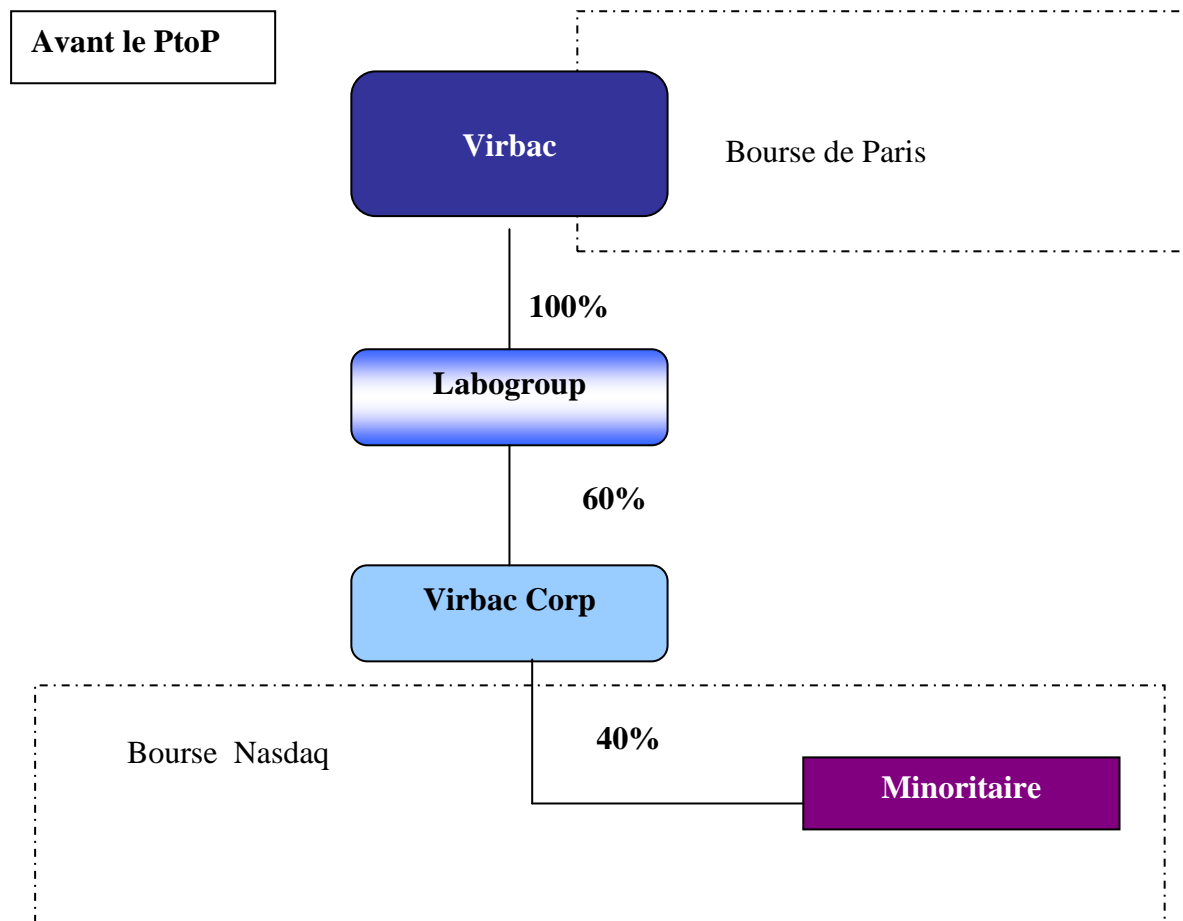 Avant le PtoP
Virbac
Bourse de Paris
100%
Labogroup
60%
Virbac Corp
Bourse Nasdaq
40%
Minoritaire